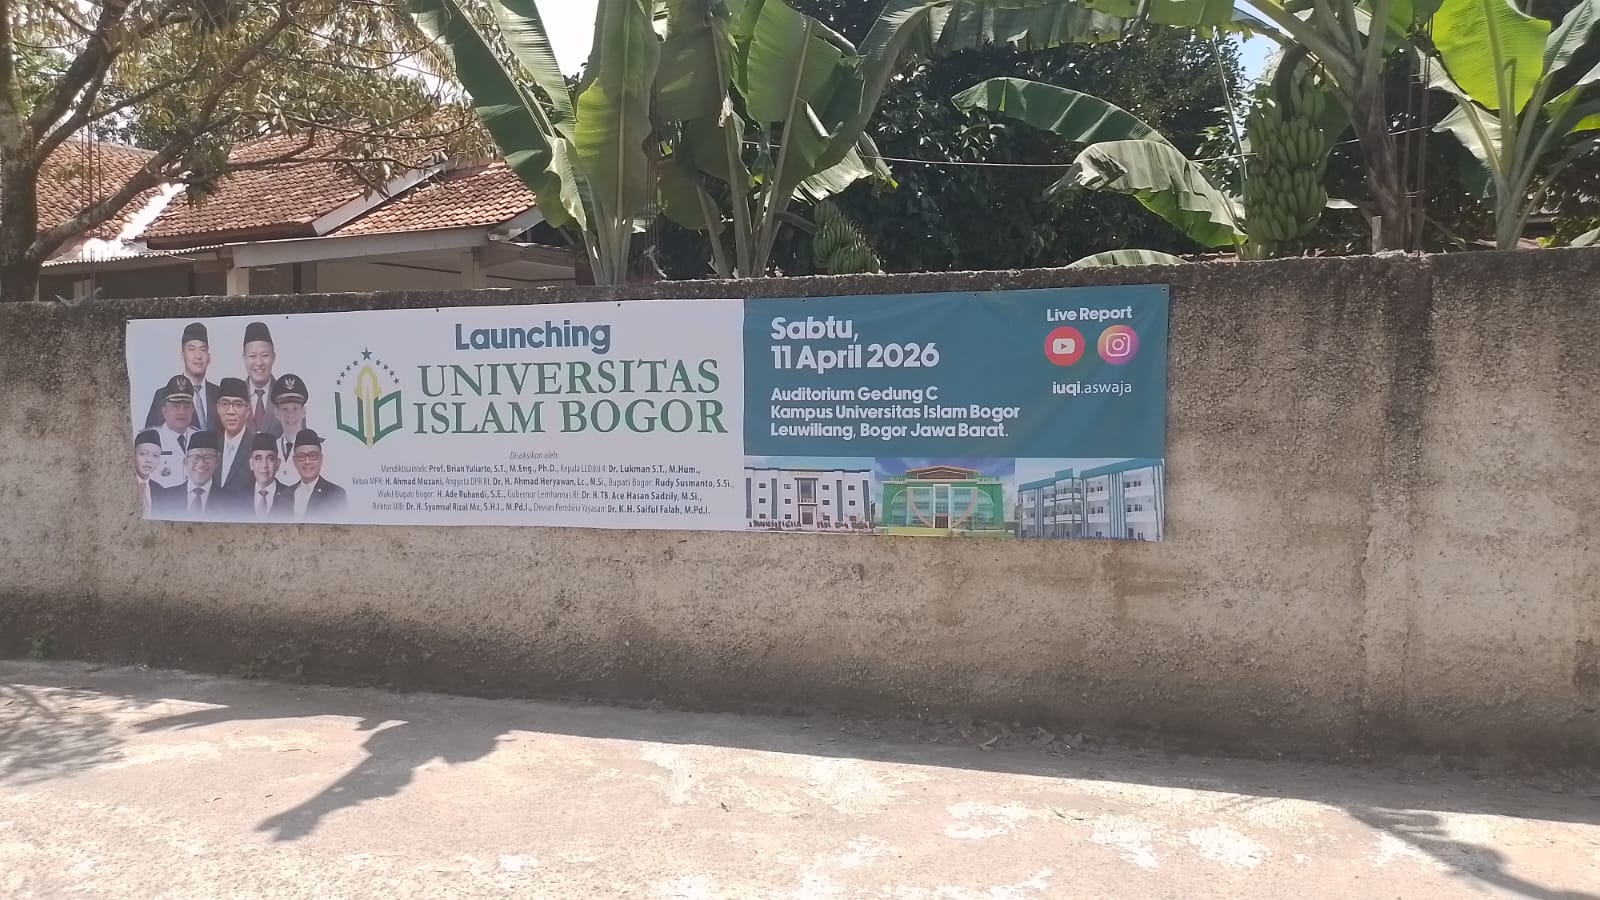 Launching
UNIVERSITAS
ISLAM BOGOR
Disaksikan oleh:
Mendiktisaintek: Prof. Brian Yuliarto, S.T., M.Eng., Ph.D., Kepala LLDikti 4: Dr. Lukman S.T., M.Hum.,
Ketua MPR: H. Ahmad Muzani, Anggota DPR RI: Dr. H. Ahmad Heryawan, Lc., M.Si., Bupati Bogor: Rudy Susmanto, S.Si.,
Wakil Bupati Bogor: H. Ade Ruhandi, S.E., Gubernur Lemhannas RI: Dr. H. TB. Ace Hasan Sadzily, M.Si.,
Rektor UIB: Dr. H. Syamsul Rizal Mz, S.H.I., M.Pd.I., Dewan Pembina Yayasan: Dr. K.H. Saiful Falah, M.Pd.I.
Sabtu,
11 April 2026
Auditorium Gedung C
Kampus Universitas Islam Bogor
Leuwiliang, Bogor Jawa Barat.
Live Report
iuqi.aswaja